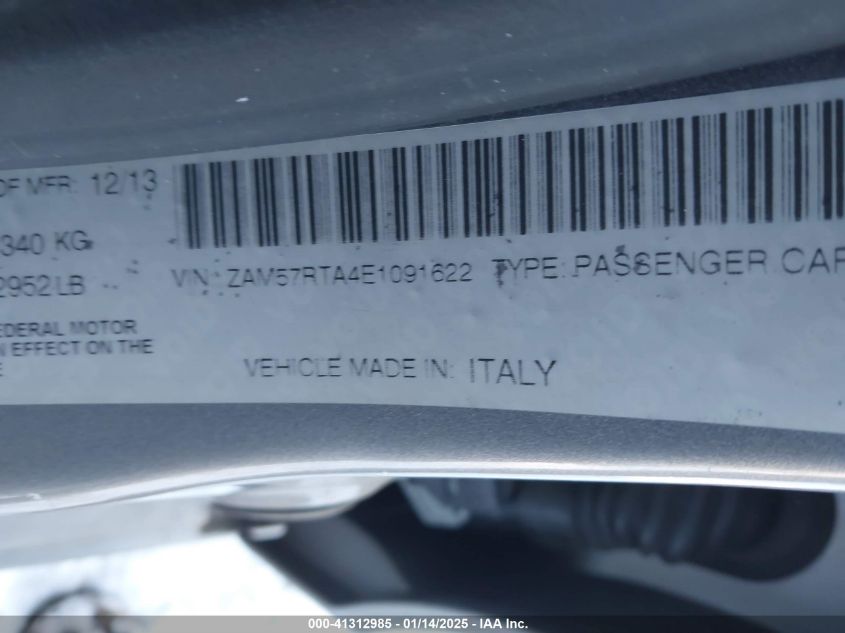 OF MFR: 12/13
340 KG
2952 LB
VIN: ZAM57RTA4E1091622 TYPE: PASSENGER CAR
EDERAL MOTOR
N EFFECT ON THE
E
VEHICLE MADE IN: ITALY
000-41312985 - 01/14/2025 - IAA Inc.